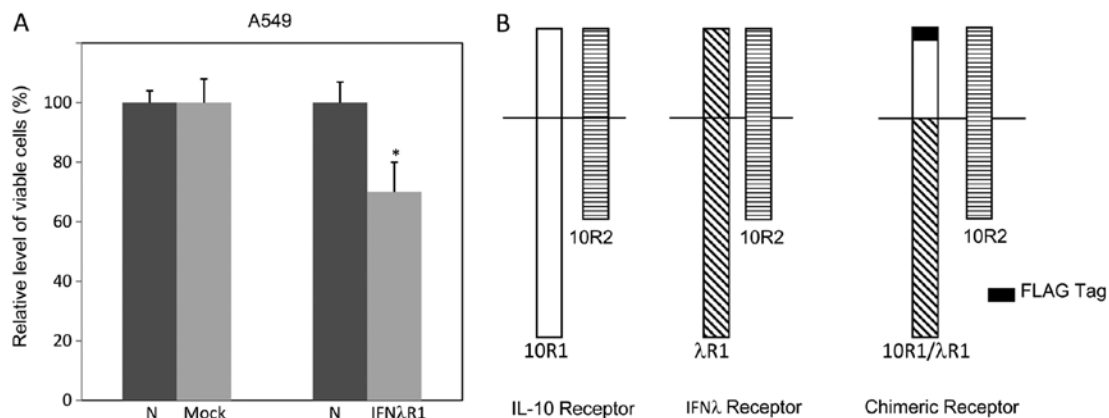 A
A549
Relative level of viable cells (%)
100
80
60
40
20
0
N Mock N IFNλR1
*
B
10R2
10R2
10R2
FLAG Tag
10R1
λR1
10R1/λR1
IL-10 Receptor
IFNλ Receptor
Chimeric Receptor